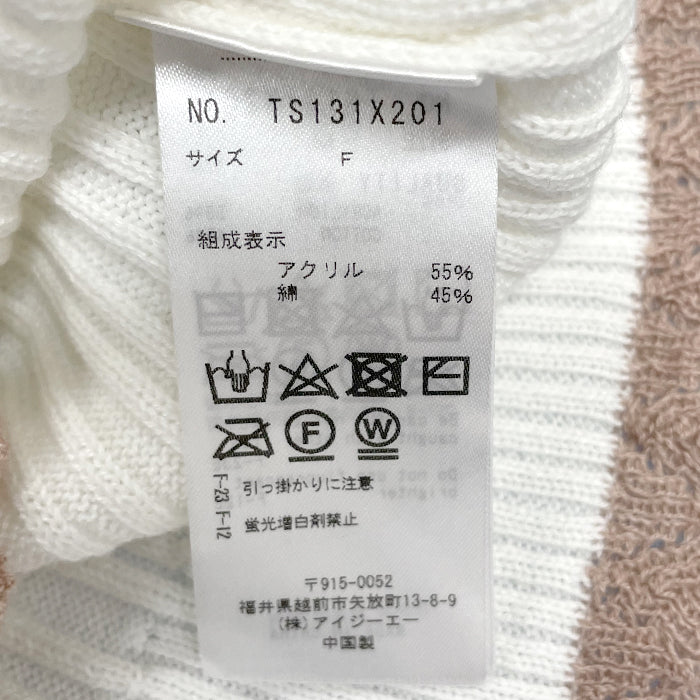 NO. TS131X201
サイズ F
組成表示
アクリル 55%
綿 45%
F
W
F-23 F-12
引っ掛かりに注意
蛍光増白剤禁止
〒915-0052
福井県越前市矢放町13-8-9
(株)アイジーエー
中国製